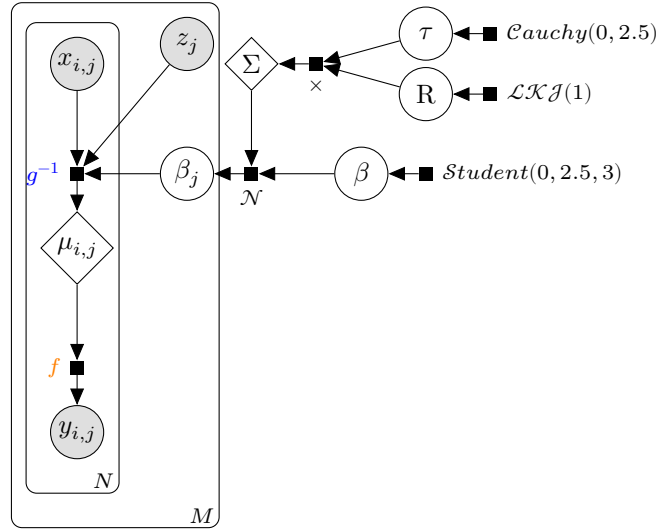 τ
𝒞auchy(0, 2.5)
x_{i,j}
z_j
Σ
×
R
ℒ𝒦𝒥(1)
g^{-1}
β_j
𝒩
β
𝒮tudent(0, 2.5, 3)
μ_{i,j}
f
y_{i,j}
N
M